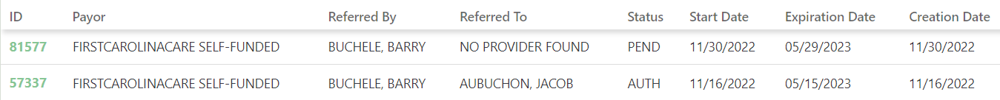 ID Payor Referred By Referred To Status Start Date Expiration Date Creation Date
81577 FIRSTCAROLINACARE SELF-FUNDED BUCHELE, BARRY NO PROVIDER FOUND PEND 11/30/2022 05/29/2023 11/30/2022
57337 FIRSTCAROLINACARE SELF-FUNDED BUCHELE, BARRY AUBUCHON, JACOB AUTH 11/16/2022 05/15/2023 11/16/2022